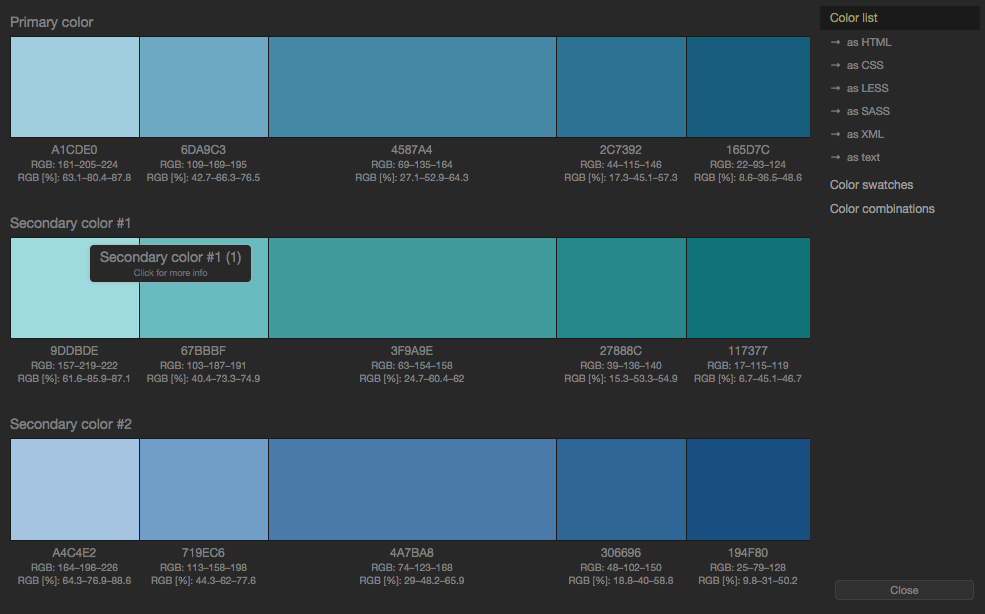 Primary color
A1CDE0
RGB: 161–205–224
RGB [%]: 63.1–80.4–87.8
6DA9C3
RGB: 109–169–195
RGB [%]: 42.7–66.3–76.5
4587A4
RGB: 69–135–164
RGB [%]: 27.1–52.9–64.3
2C7392
RGB: 44–115–146
RGB [%]: 17.3–45.1–57.3
165D7C
RGB: 22–93–124
RGB [%]: 8.6–36.5–48.6
Secondary color #1
Secondary color #1 (1)
Click for more info
9DDBDE
RGB: 157–219–222
RGB [%]: 61.6–85.9–87.1
67BBBF
RGB: 103–187–191
RGB [%]: 40.4–73.3–74.9
3F9A9E
RGB: 63–154–158
RGB [%]: 24.7–60.4–62
27888C
RGB: 39–136–140
RGB [%]: 15.3–53.3–54.9
117377
RGB: 17–115–119
RGB [%]: 6.7–45.1–46.7
Secondary color #2
A4C4E2
RGB: 164–196–226
RGB [%]: 64.3–76.9–88.6
719EC6
RGB: 113–158–198
RGB [%]: 44.3–62–77.6
4A7BA8
RGB: 74–123–168
RGB [%]: 29–48.2–65.9
306696
RGB: 48–102–150
RGB [%]: 18.8–40–58.8
194F80
RGB: 25–79–128
RGB [%]: 9.8–31–50.2
Color list
→ as HTML
→ as CSS
→ as LESS
→ as SASS
→ as XML
→ as text
Color swatches
Color combinations
Close